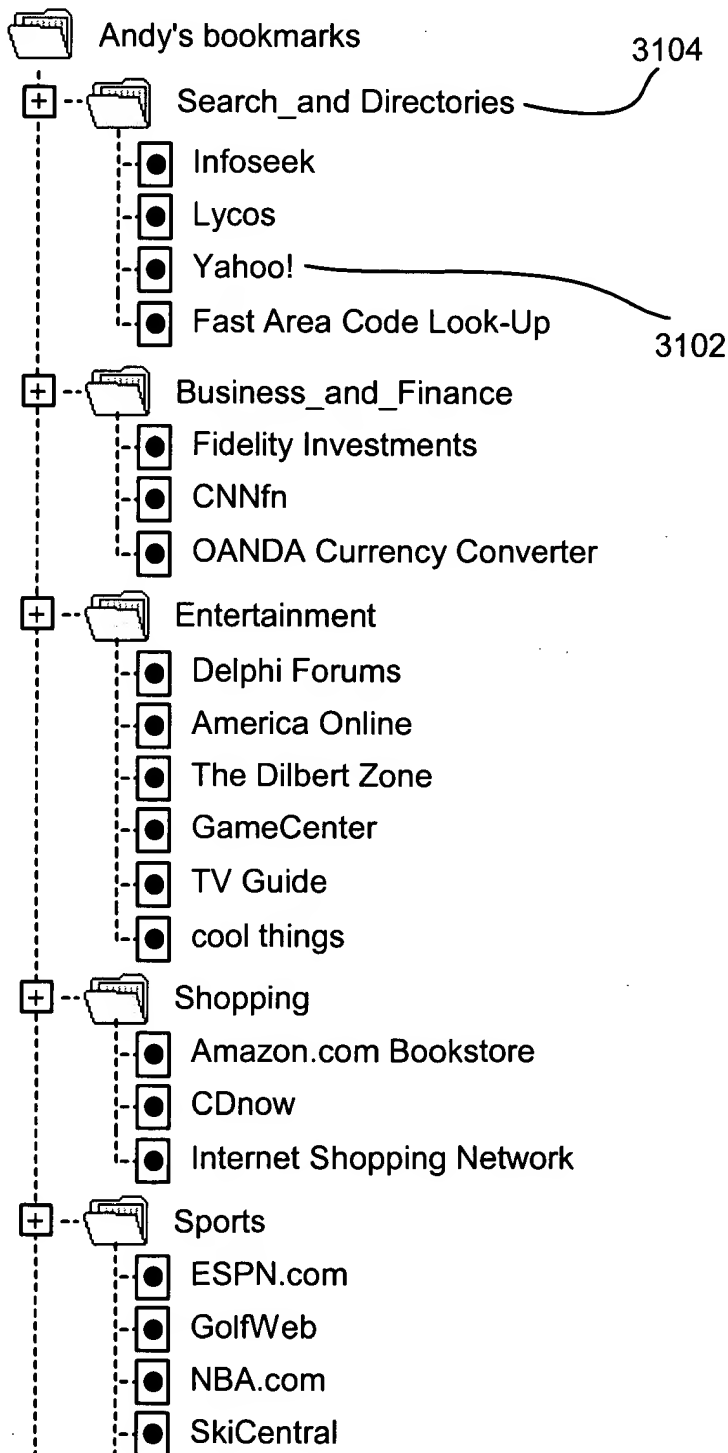 Andy's bookmarks
3104
Search_and Directories
Infoseek
Lycos
Yahoo!
Fast Area Code Look-Up
3102
Business_and_Finance
Fidelity Investments
CNNfn
OANDA Currency Converter
Entertainment
Delphi Forums
America Online
The Dilbert Zone
GameCenter
TV Guide
cool things
Shopping
Amazon.com Bookstore
CDnow
Internet Shopping Network
Sports
ESPN.com
GolfWeb
NBA.com
SkiCentral